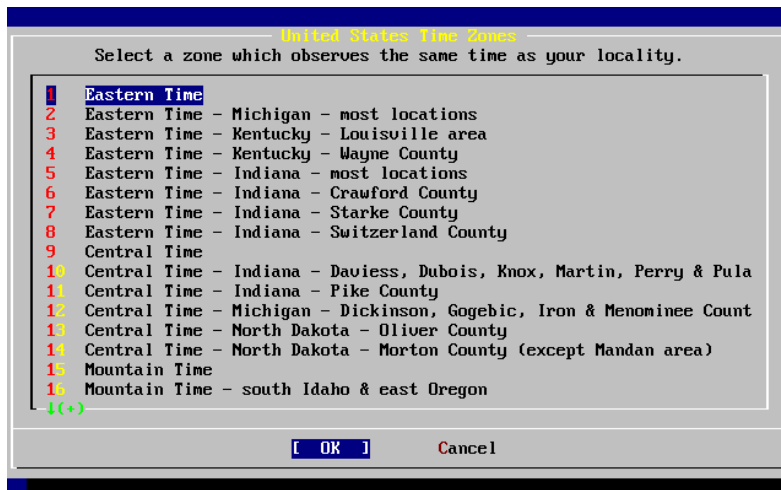 United States Time Zones
Select a zone which observes the same time as your locality.
1 Eastern Time
2 Eastern Time - Michigan - most locations
3 Eastern Time - Kentucky - Louisville area
4 Eastern Time - Kentucky - Wayne County
5 Eastern Time - Indiana - most locations
6 Eastern Time - Indiana - Crawford County
7 Eastern Time - Indiana - Starke County
8 Eastern Time - Indiana - Switzerland County
9 Central Time
10 Central Time - Indiana - Daviess, Dubois, Knox, Martin, Perry & Pula
11 Central Time - Indiana - Pike County
12 Central Time - Michigan - Dickinson, Gogebic, Iron & Menominee Count
13 Central Time - North Dakota - Oliver County
14 Central Time - North Dakota - Morton County (except Mandan area)
15 Mountain Time
16 Mountain Time - south Idaho & east Oregon
↓(+)
[ OK ] Cancel